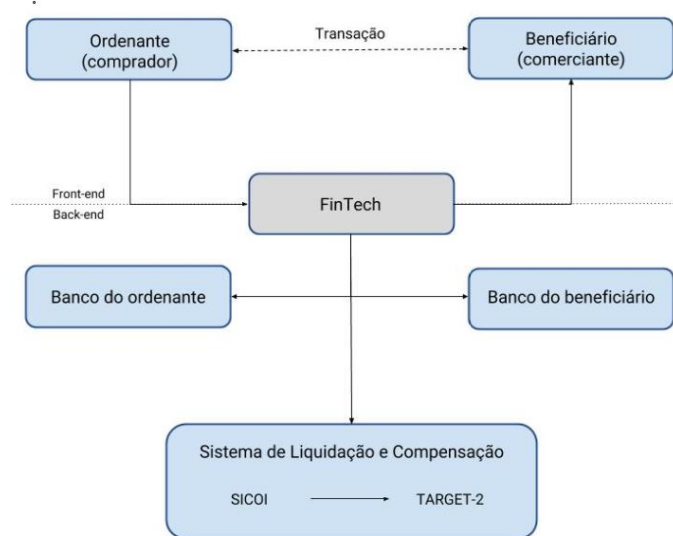 Ordenante
(comprador)
Transação
Beneficiário
(comerciante)
Front-end
Back-end
FinTech
Banco do ordenante
Banco do beneficiário
Sistema de Liquidação e Compensação
SICOI
TARGET-2